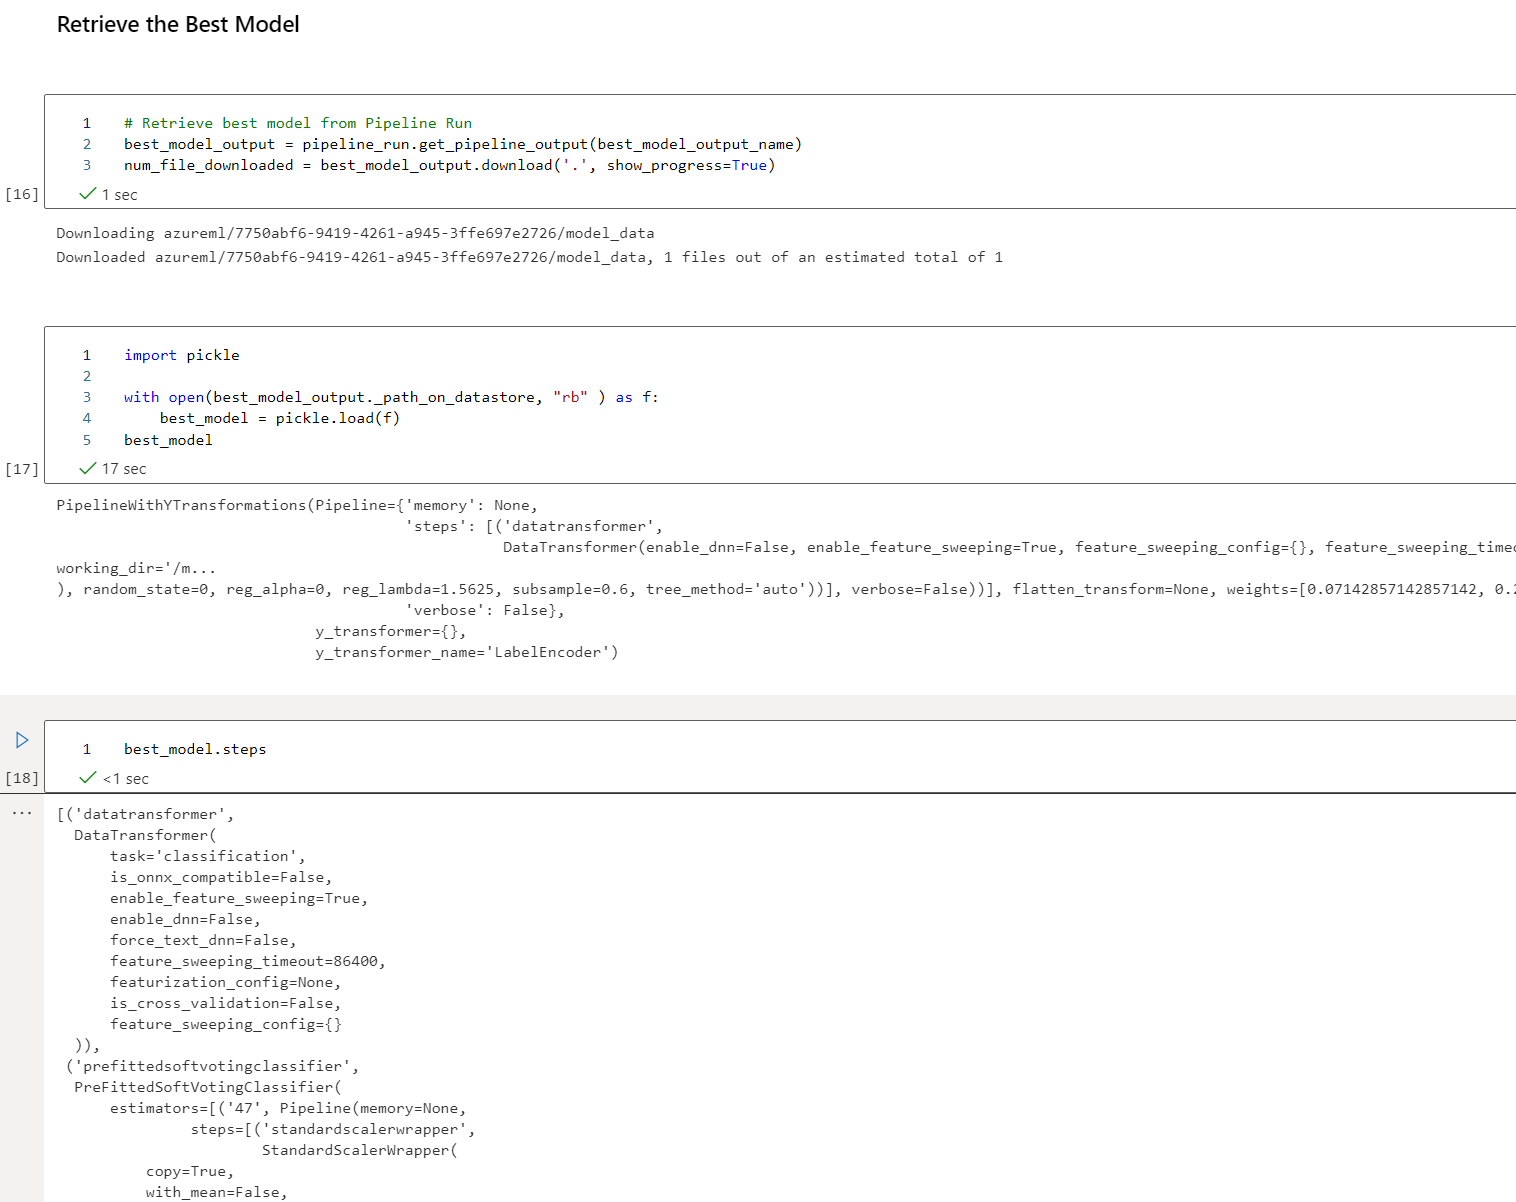 Retrieve the Best Model
1 # Retrieve best model from Pipeline Run
2 best_model_output = pipeline_run.get_pipeline_output(best_model_output_name)
3 num_file_downloaded = best_model_output.download('.', show_progress=True)
[16] 1 sec
Downloading azureml/7750abf6-9419-4261-a945-3ffe697e2726/model_data
Downloaded azureml/7750abf6-9419-4261-a945-3ffe697e2726/model_data, 1 files out of an estimated total of 1
1 import pickle
2
3 with open(best_model_output._path_on_datastore, "rb" ) as f:
4 best_model = pickle.load(f)
5 best_model
[17] 17 sec
PipelineWithYTransformations(Pipeline={'memory': None,
'steps': [('datatransformer',
DataTransformer(enable_dnn=False, enable_feature_sweeping=True, feature_sweeping_config={}, feature_sweeping_timeo
working_dir='/m...
), random_state=0, reg_alpha=0, reg_lambda=1.5625, subsample=0.6, tree_method='auto'))], verbose=False))], flatten_transform=None, weights=[0.07142857142857142, 0.2
'verbose': False},
y_transformer={},
y_transformer_name='LabelEncoder')
1 best_model.steps
[18] <1 sec
... [('datatransformer',
DataTransformer(
task='classification',
is_onnx_compatible=False,
enable_feature_sweeping=True,
enable_dnn=False,
force_text_dnn=False,
feature_sweeping_timeout=86400,
featurization_config=None,
is_cross_validation=False,
feature_sweeping_config={}
)),
('prefittedsoftvotingclassifier',
PreFittedSoftVotingClassifier(
estimators=[('47', Pipeline(memory=None,
steps=[('standardscalerwrapper',
StandardScalerWrapper(
copy=True,
with_mean=False,